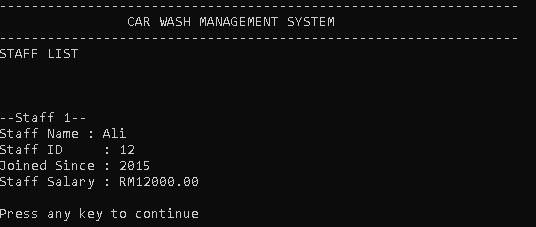 -----------------------------------------------------------------
CAR WASH MANAGEMENT SYSTEM
-----------------------------------------------------------------
STAFF LIST
--Staff 1--
Staff Name : Ali
Staff ID     : 12
Joined Since : 2015
Staff Salary : RM12000.00
Press any key to continue